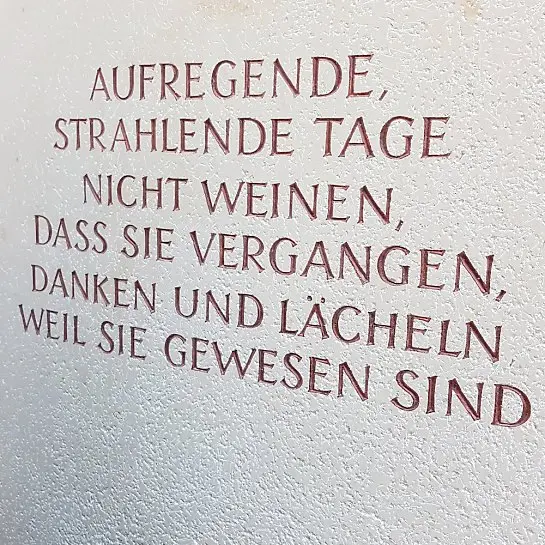 AUFREGENDE,
STRAHLENDE TAGE
NICHT WEINEN,
DASS SIE VERGANGEN,
DANKEN UND LÄCHELN,
WEIL SIE GEWESEN SIND